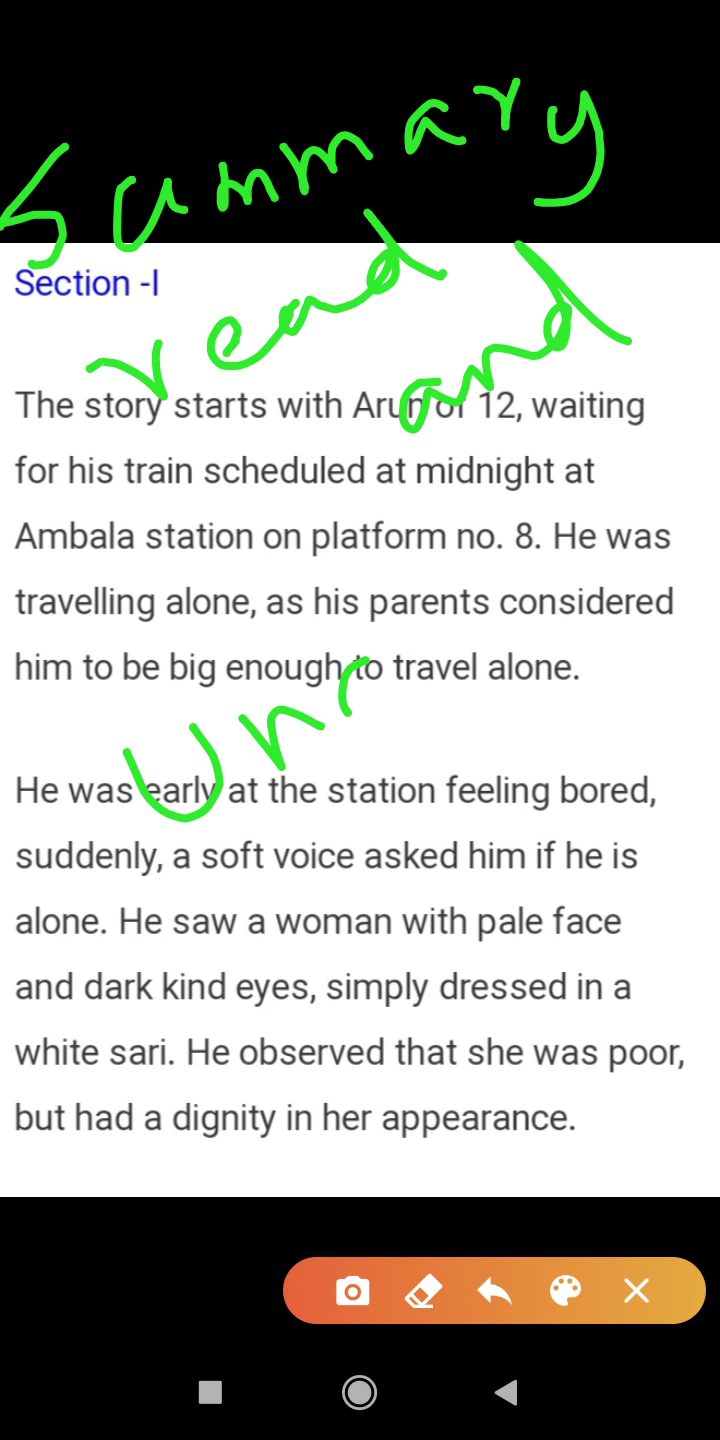 Summary
read
and
Section -I
The story starts with Arun of 12, waiting
for his train scheduled at midnight at
Ambala station on platform no. 8. He was
travelling alone, as his parents considered
him to be big enough to travel alone.
Un
He was early at the station feeling bored,
suddenly, a soft voice asked him if he is
alone. He saw a woman with pale face
and dark kind eyes, simply dressed in a
white sari. He observed that she was poor,
but had a dignity in her appearance.